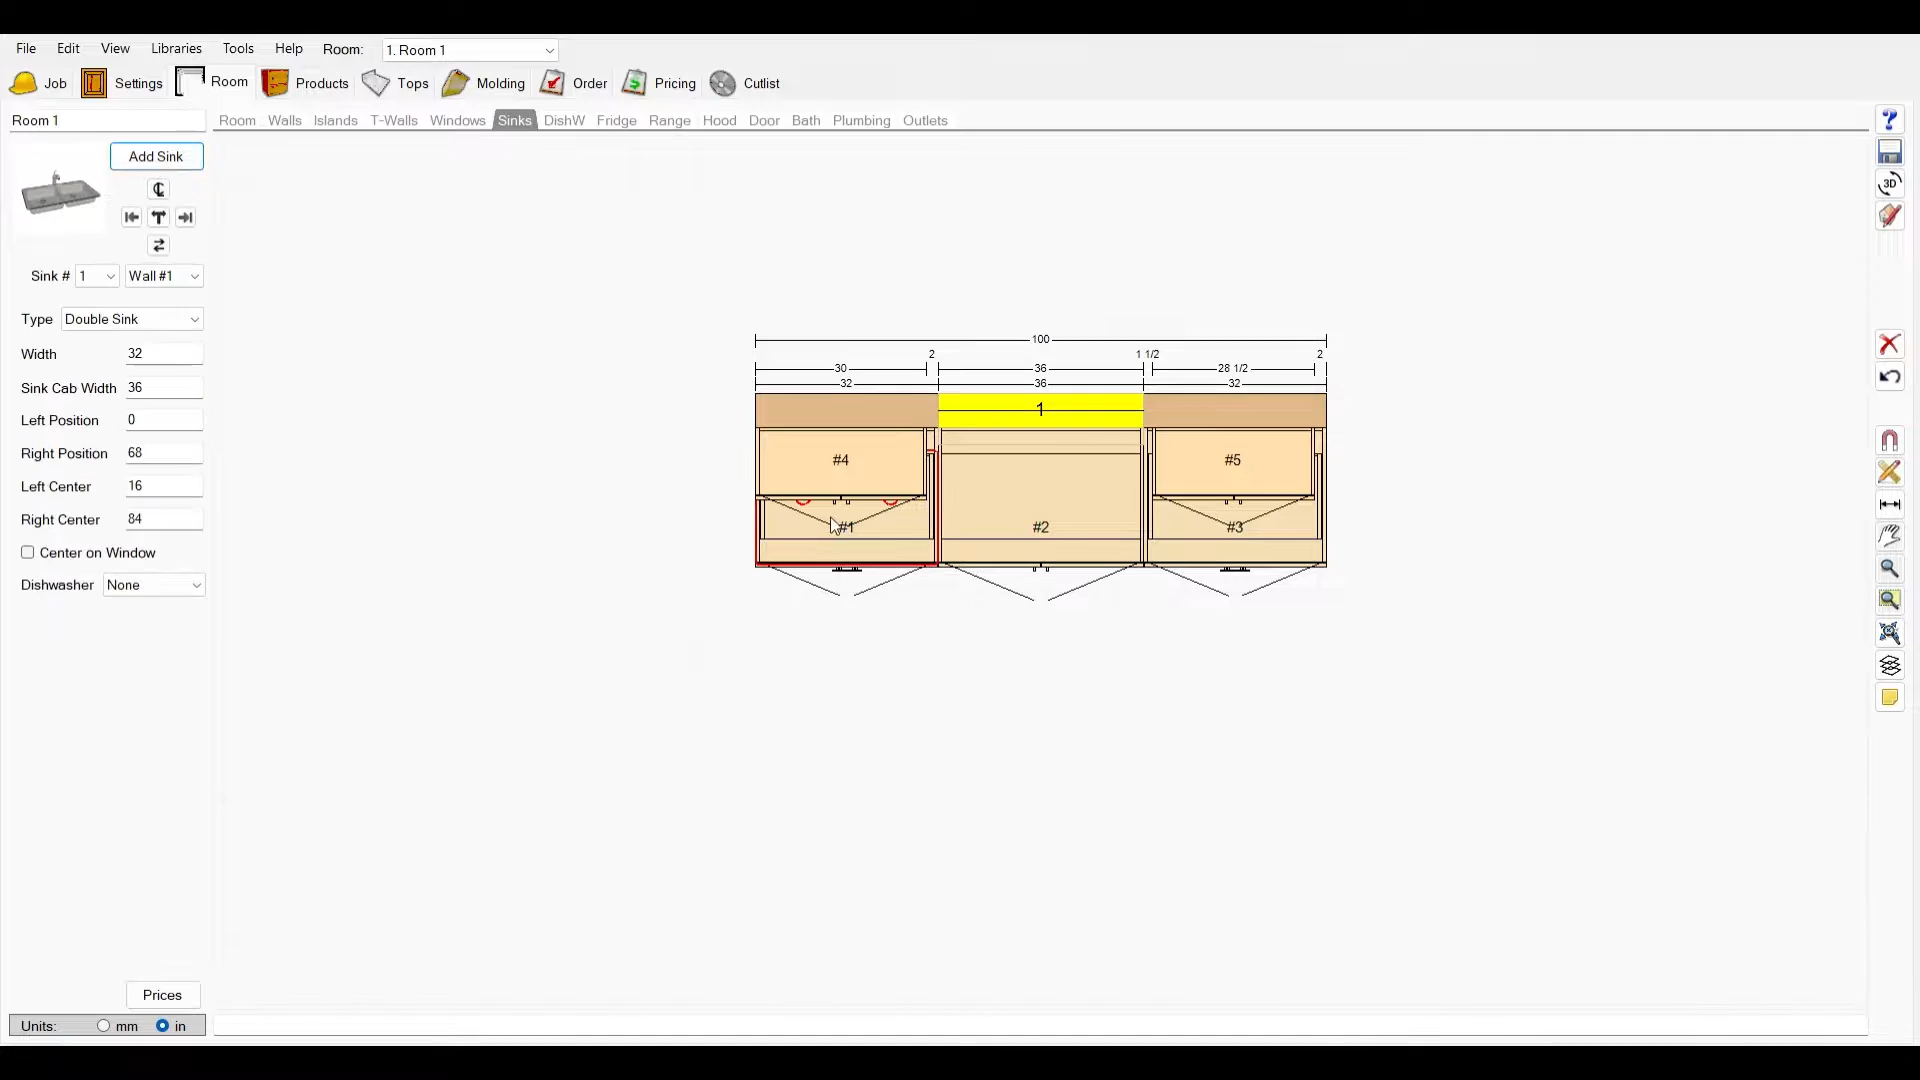 File Edit View Libraries Tools Help Room: 1. Room 1
Job Settings Room Products Tops Molding Order Pricing Cutlist
Room 1 Room Walls Islands T-Walls Windows Sinks DishW Fridge Range Hood Door Bath Plumbing Outlets
Add Sink
Sink # 1 Wall #1
Type Double Sink
Width 32
Sink Cab Width 36
Left Position 0
Right Position 68
Left Center 16
Right Center 84
Center on Window
Dishwasher None
Prices
Units: mm in
100
2 1 1/2 2
30 36 28 1/2
32 36 32
1
#4 #5
#1 #2 #3
?
3D